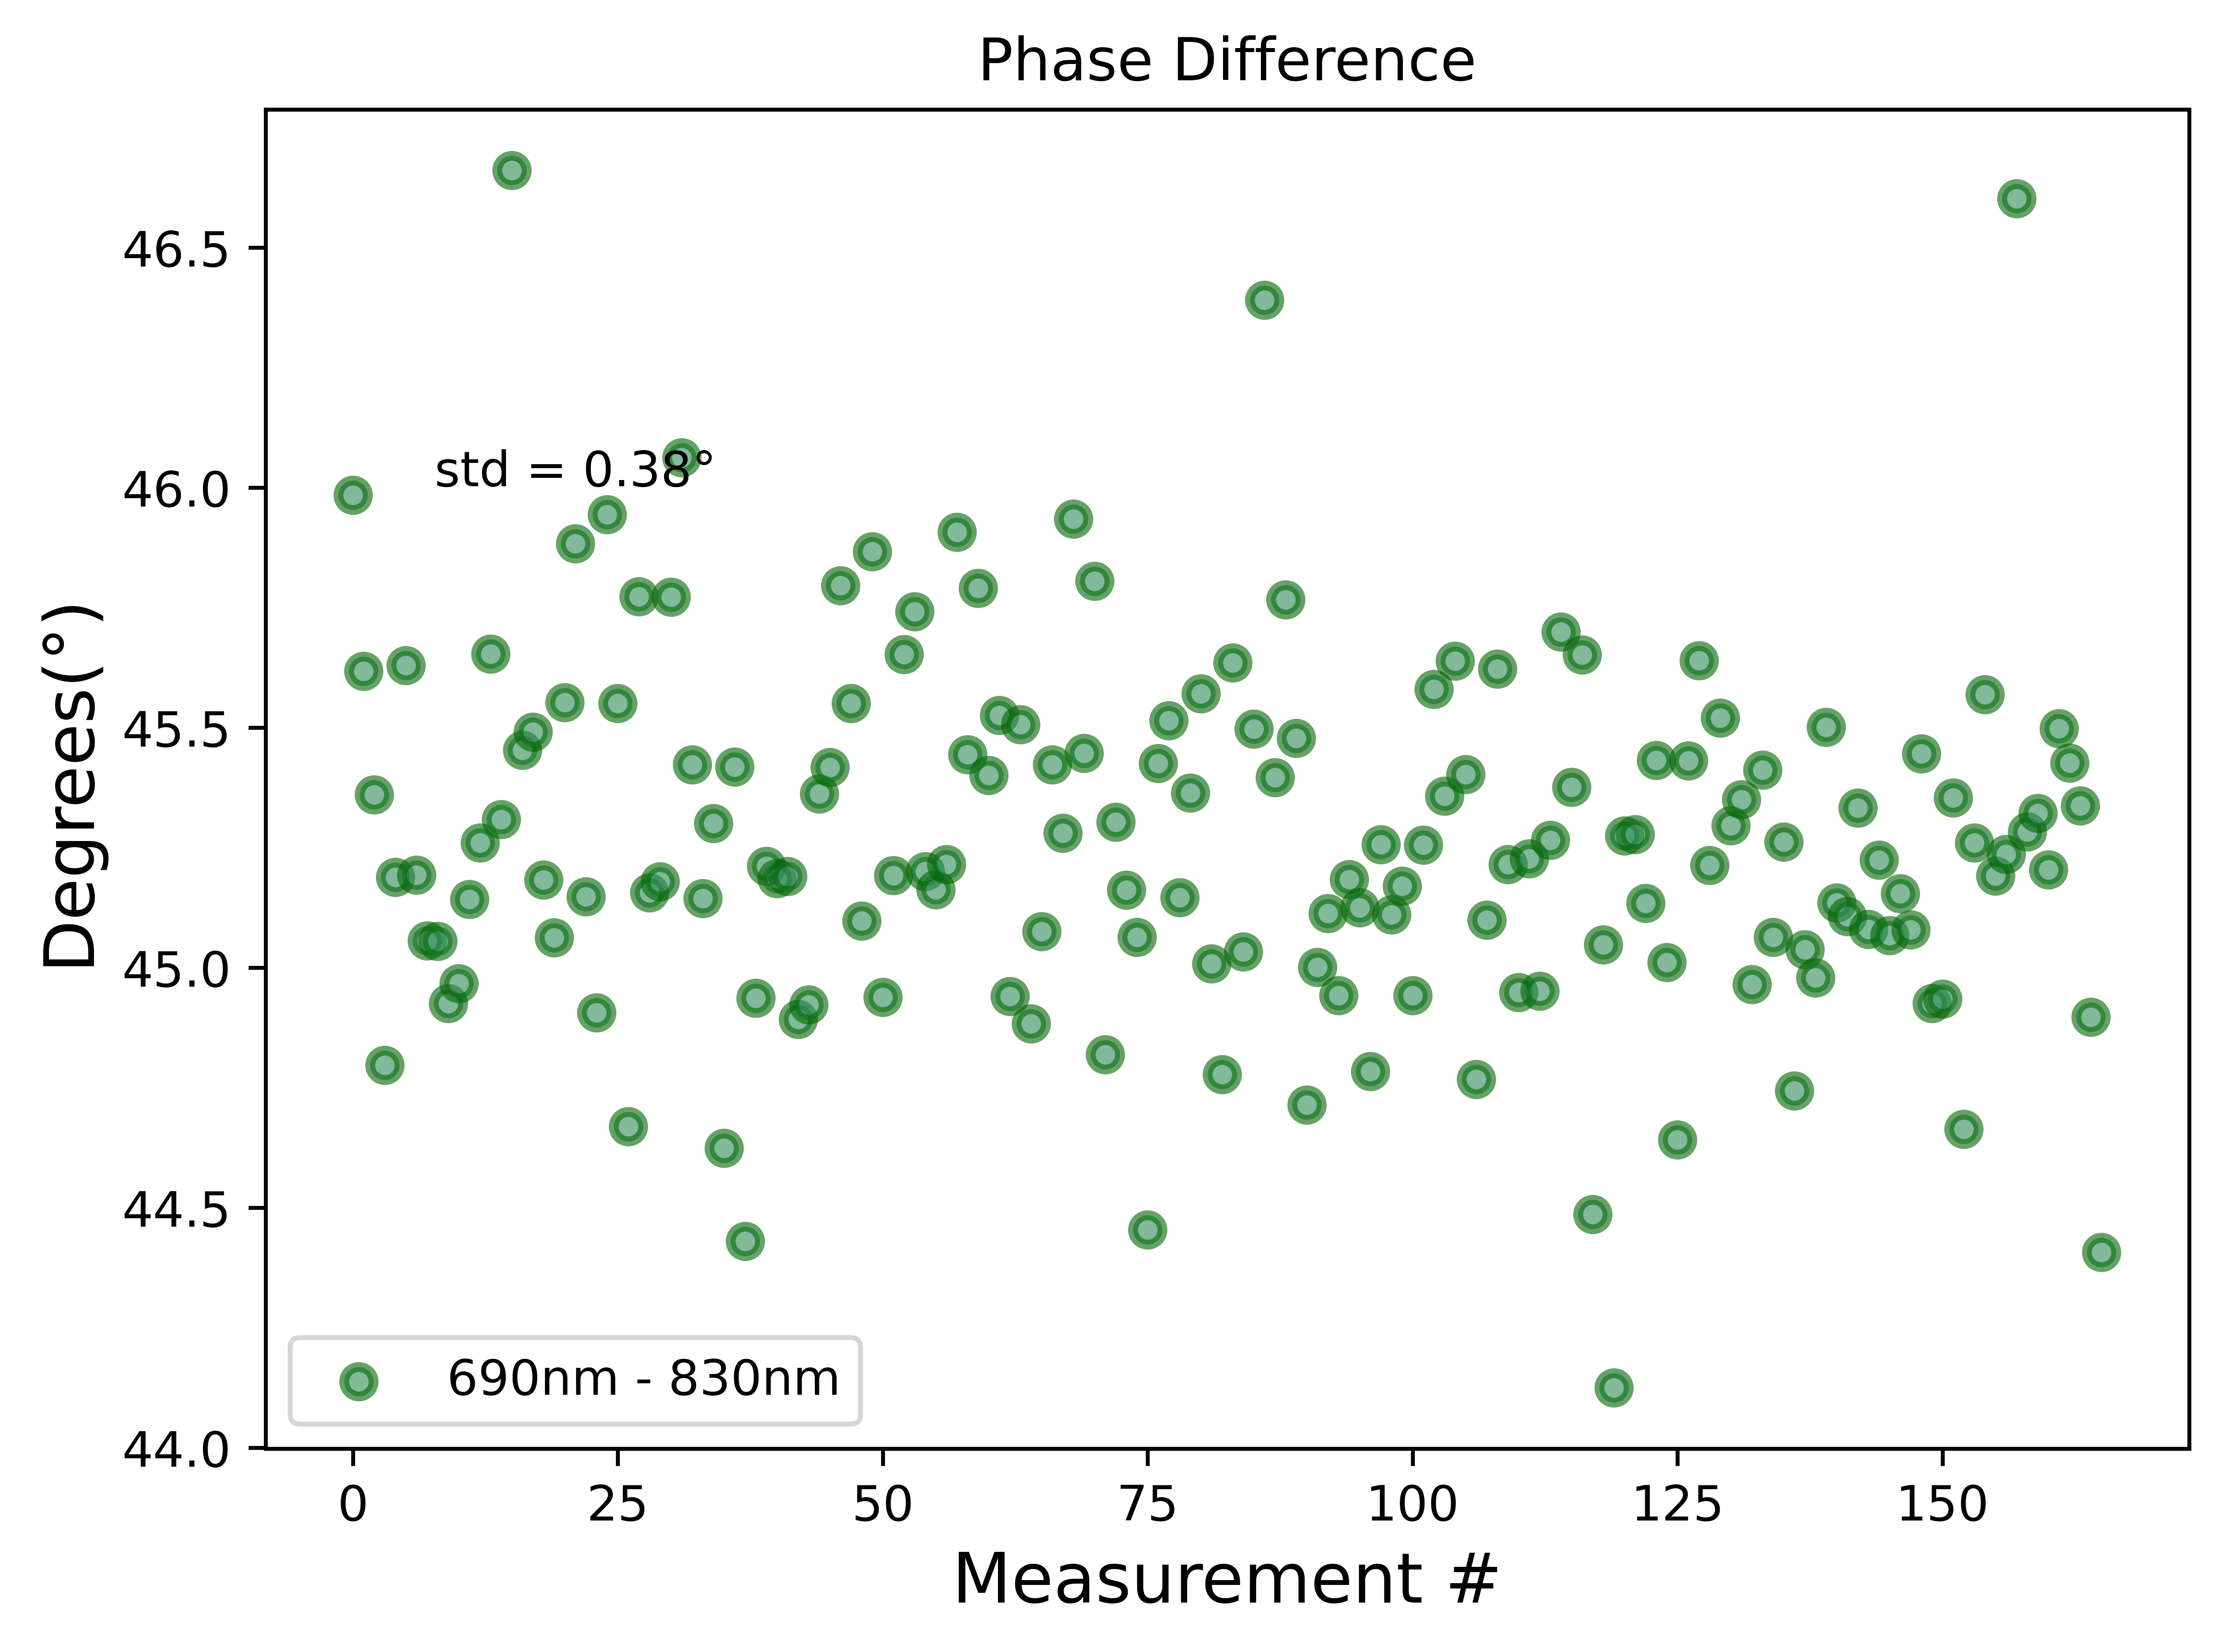 Phase Difference
46.5
46.0
45.5
45.0
44.5
44.0
Degrees(°)
std = 0.38°
690nm - 830nm
0 25 50 75 100 125 150
Measurement #